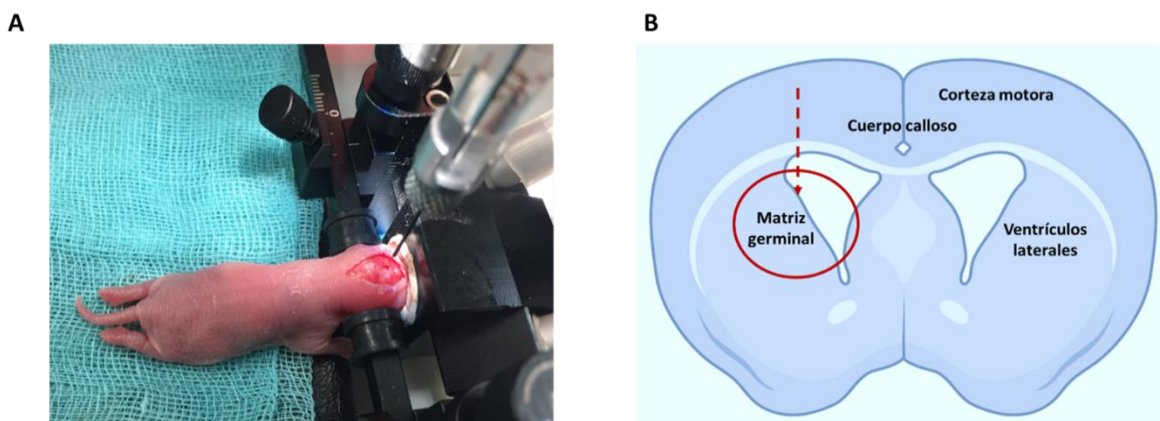 A
B
0
Corteza motora
Cuerpo calloso
Matriz
germinal
Ventrículos
laterales